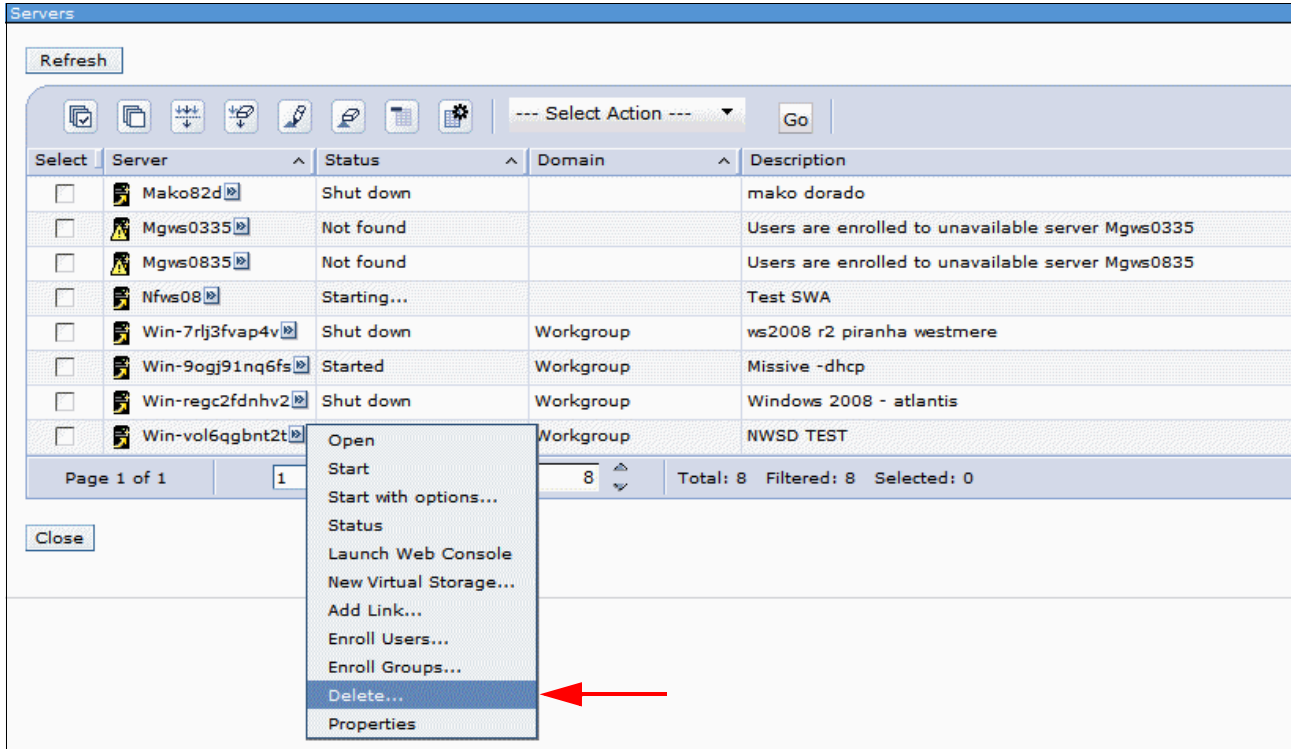 Servers
Refresh
--- Select Action --- Go
Select Server Status Domain Description
Mako82d Shut down mako dorado
Mgws0335 Not found Users are enrolled to unavailable server Mgws0335
Mgws0835 Not found Users are enrolled to unavailable server Mgws0835
Nfws08 Starting... Test SWA
Win-7rlj3fvap4v Shut down Workgroup ws2008 r2 piranha westmere
Win-9ogj91nq6fs Started Workgroup Missive -dhcp
Win-regc2fdnhv2 Shut down Workgroup Windows 2008 - atlantis
Win-vol6qgbnt2t Workgroup NWSD TEST
Page 1 of 1 1 8 Total: 8 Filtered: 8 Selected: 0
Close
Open
Start
Start with options...
Status
Launch Web Console
New Virtual Storage...
Add Link...
Enroll Users...
Enroll Groups...
Delete...
Properties